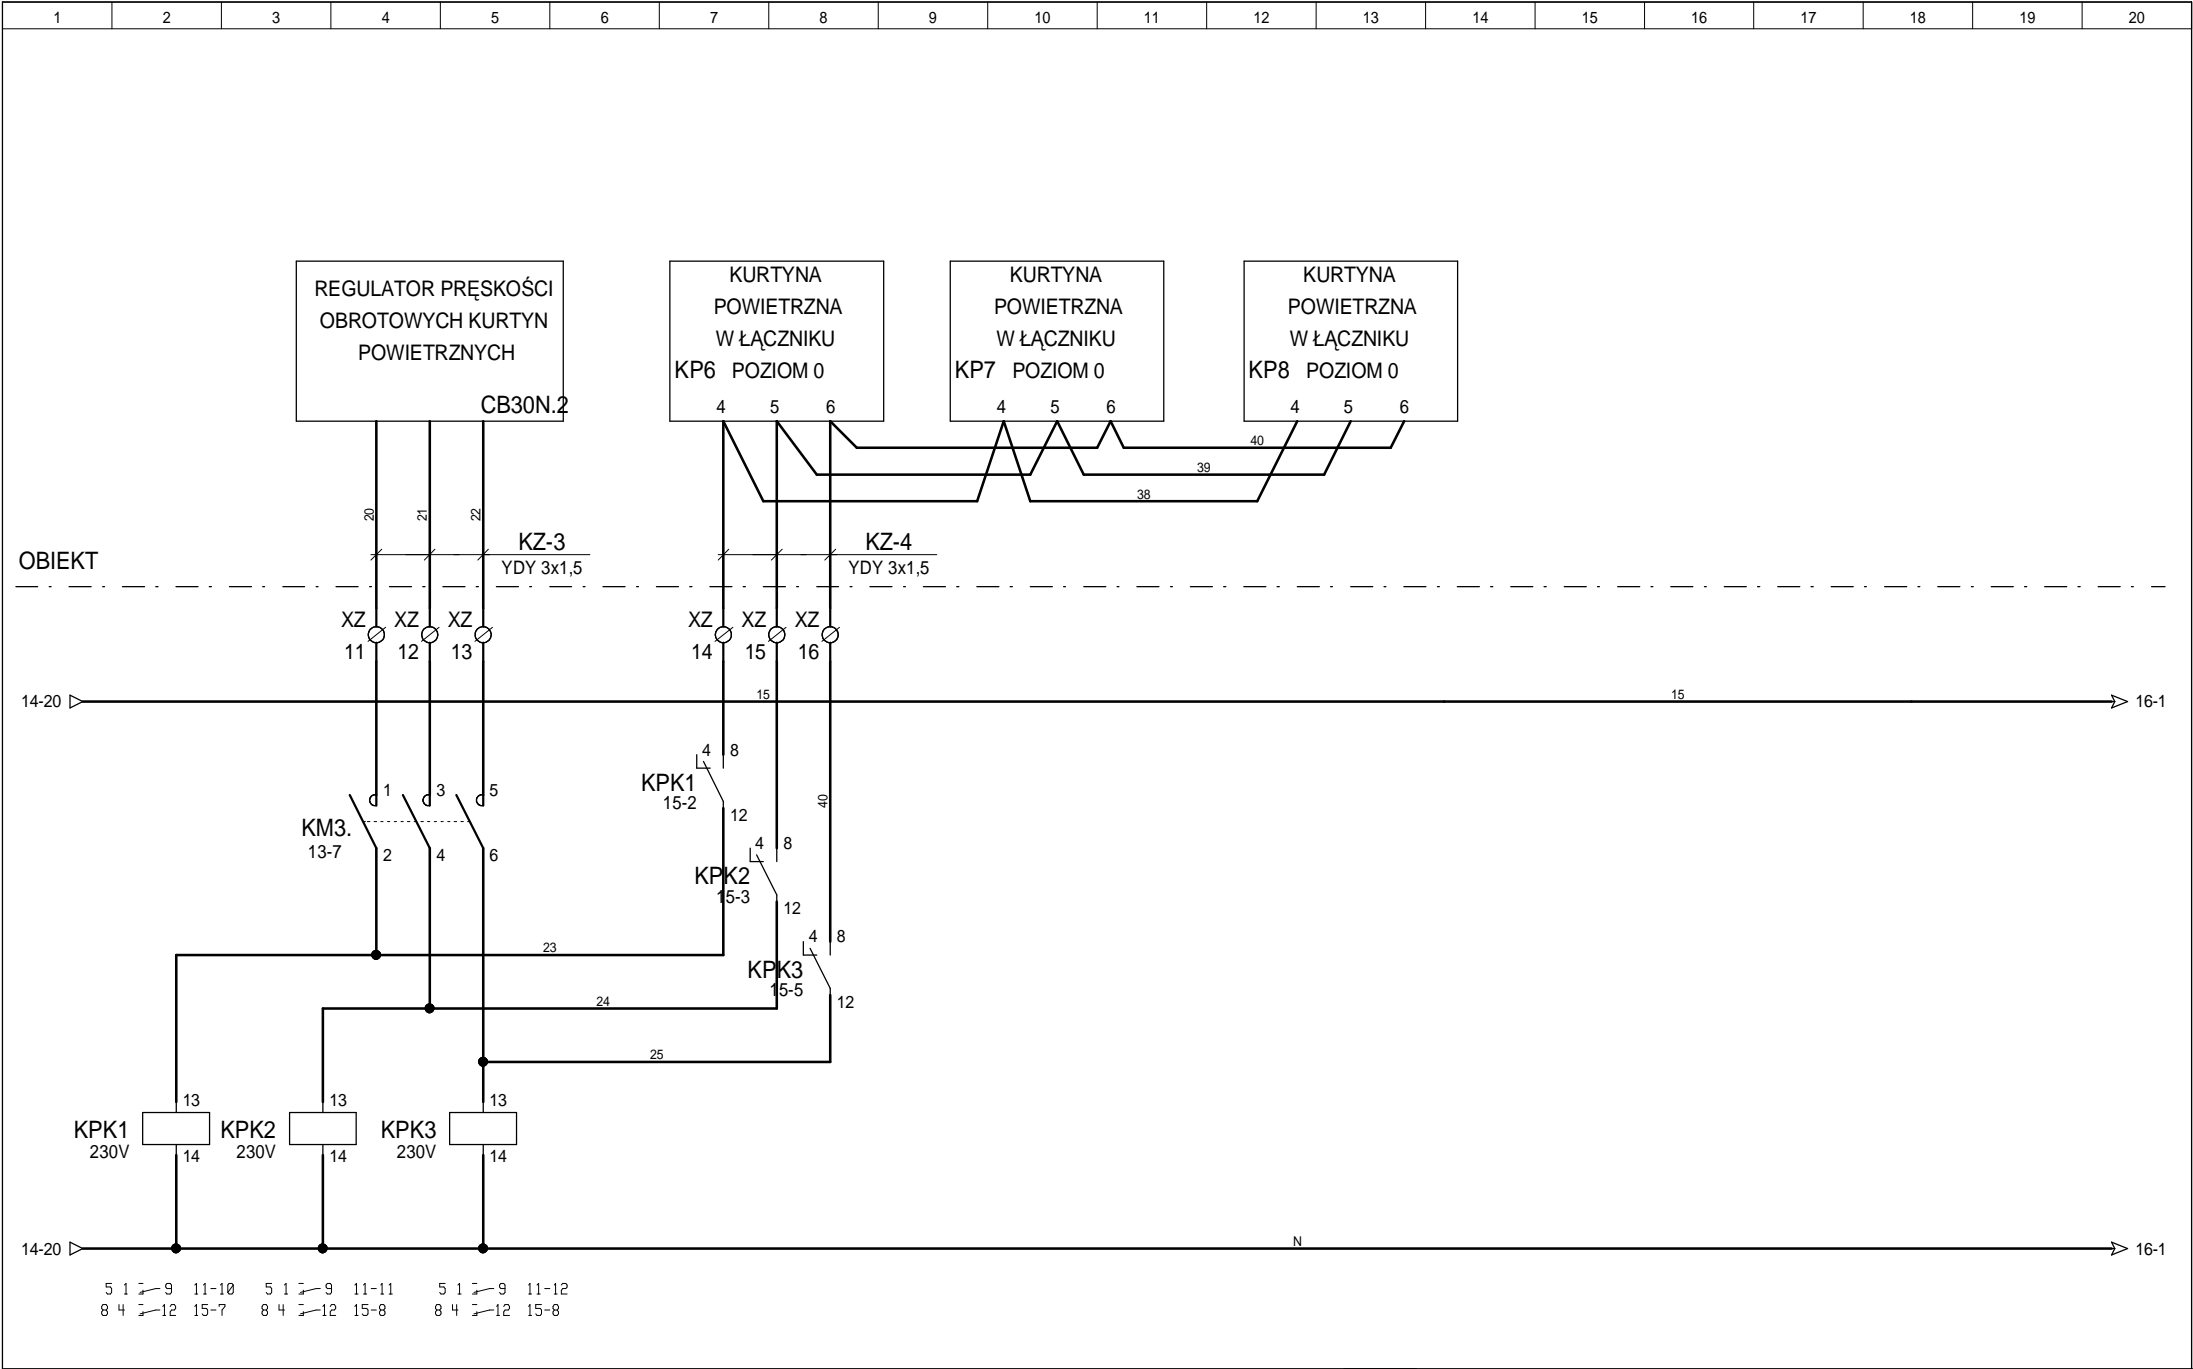 1 2 3 4 5 6 7 8 9 10 11 12 13 14 15 16 17 18 19 20
REGULATOR PRĘSKOŚCI
OBROTOWYCH KURTYN
POWIETRZNYCH
CB30N.2
KURTYNA
POWIETRZNA
W ŁĄCZNIKU
KP6 POZIOM 0
4 5 6
KURTYNA
POWIETRZNA
W ŁĄCZNIKU
KP7 POZIOM 0
4 5 6
KURTYNA
POWIETRZNA
W ŁĄCZNIKU
KP8 POZIOM 0
4 5 6
40
39
38
20 21 22
KZ-3
YDY 3x1,5
KZ-4
YDY 3x1,5
OBIEKT
XZ XZ XZ XZ XZ XZ
11 12 13 14 15 16
14-20 15 15 16-1
4 8
KPK1
15-2
12
40
1 3 5
KM3.
13-7
2 4 6
4 8
KPK2
15-3
12
4 8
KPK3
15-5
12
23
24
25
13 13 13
KPK1 KPK2 KPK3
230V 230V 230V
14 14 14
14-20 N 16-1
5 1 9 11-10 5 1 9 11-11 5 1 9 11-12
8 4 12 15-7 8 4 12 15-8 8 4 12 15-8